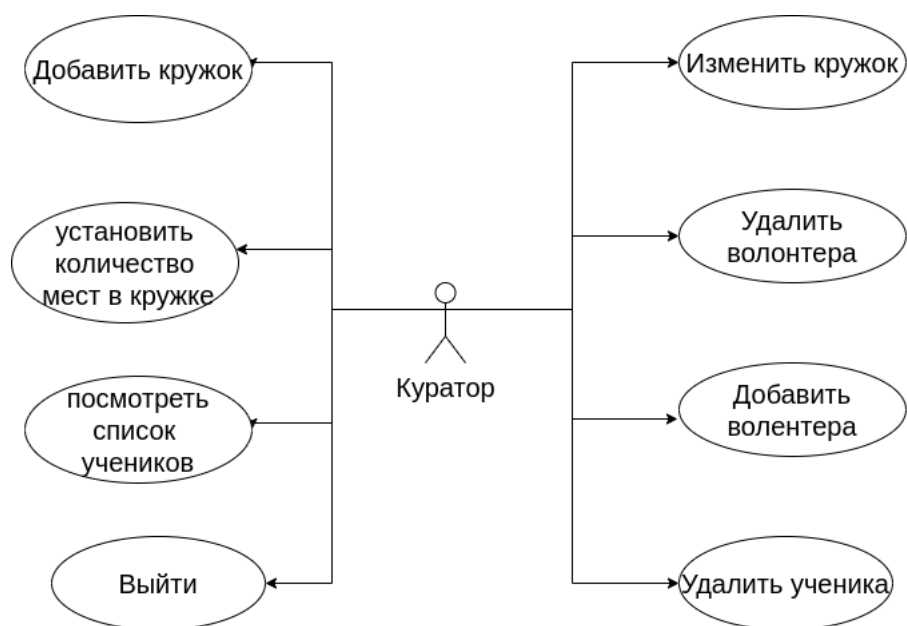 Добавить кружок
Изменить кружок
установить
количество
мест в кружке
Удалить
волонтера
Куратор
посмотреть
список
учеников
Добавить
волентера
Выйти
Удалить ученика